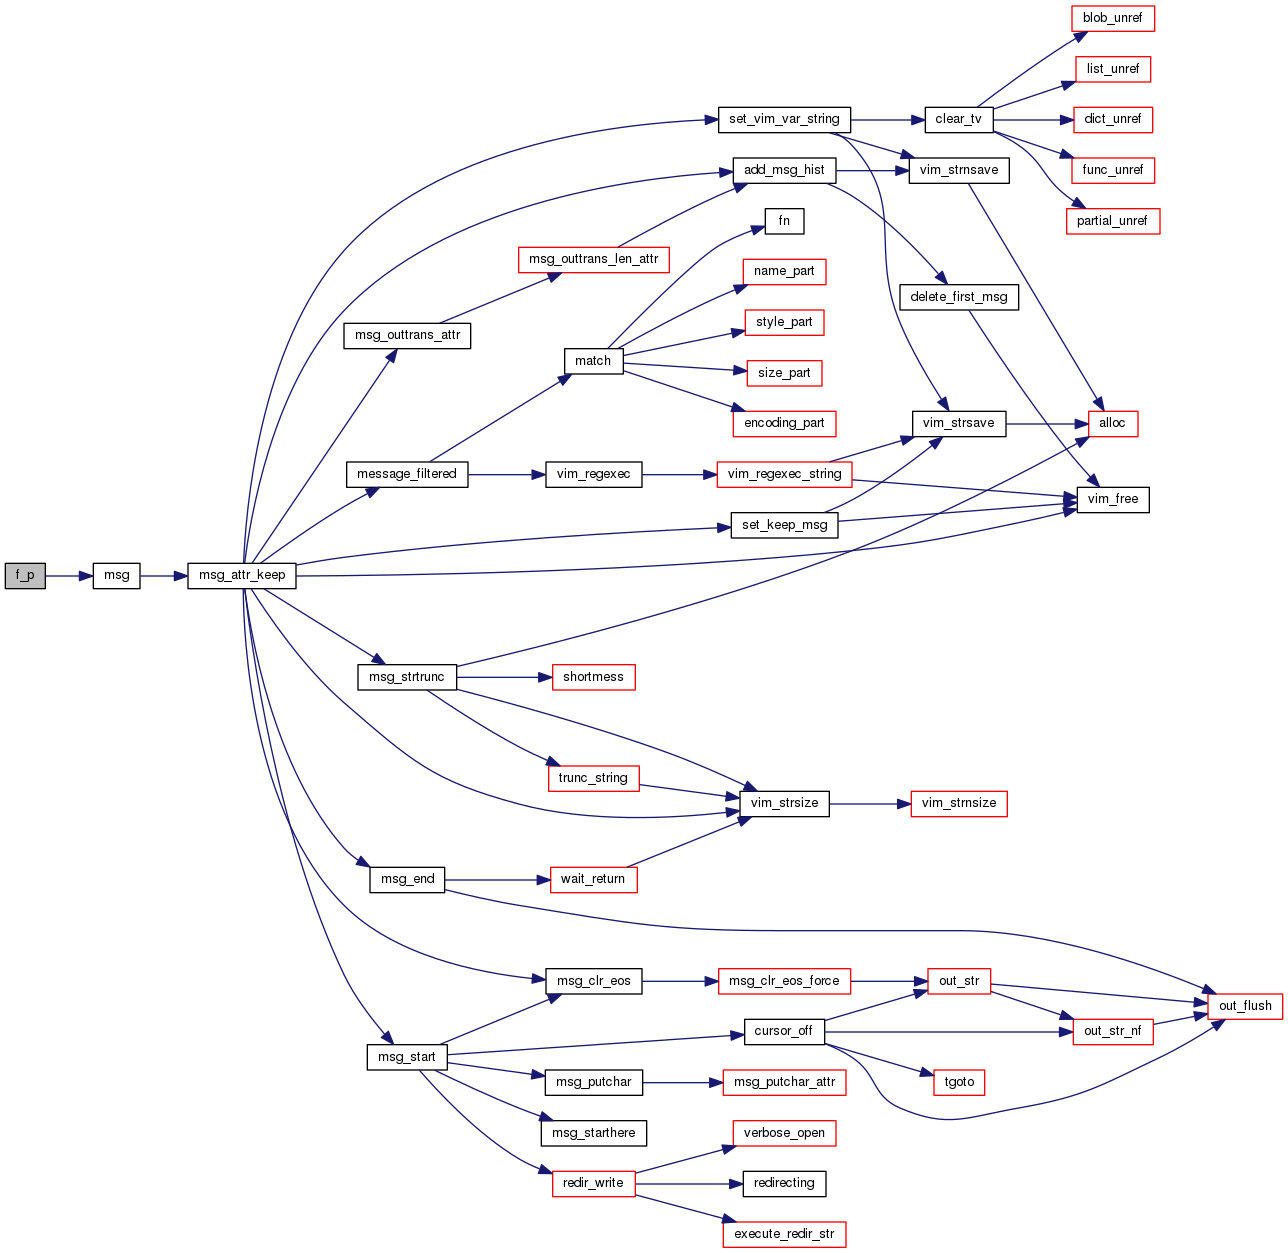 blob_unref
list_unref
set_vim_var_string
clear_tv
dict_unref
add_msg_hist
vim_strnsave
func_unref
fn
partial_unref
msg_outtrans_len_attr
name_part
delete_first_msg
msg_outtrans_attr
style_part
match
size_part
encoding_part
vim_strsave
alloc
message_filtered
vim_regexec
vim_regexec_string
vim_free
set_keep_msg
f_p
msg
msg_attr_keep
msg_strtrunc
shortmess
trunc_string
vim_strsize
vim_strnsize
msg_end
wait_return
msg_clr_eos
msg_clr_eos_force
out_str
out_flush
cursor_off
out_str_nf
msg_start
msg_putchar
msg_putchar_attr
tgoto
msg_starthere
verbose_open
redir_write
redirecting
execute_redir_str